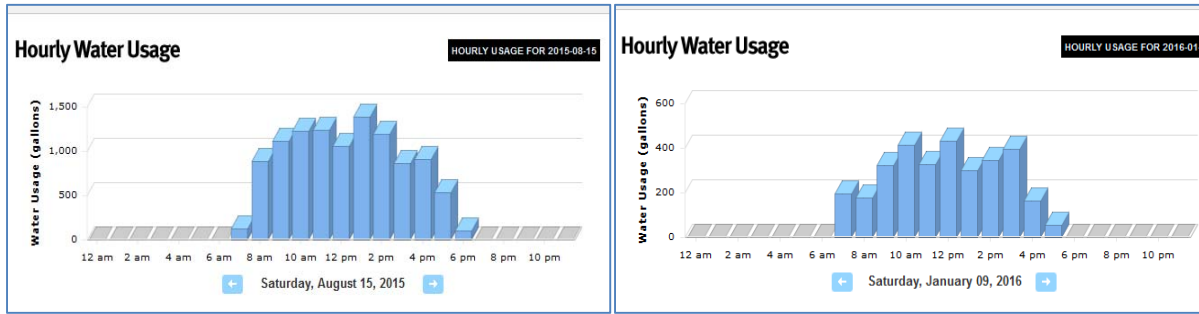 Hourly Water Usage
HOURLY USAGE FOR 2015-08-15
Water Usage (gallons)
1,500
1,000
500
0
12 am 2 am 4 am 6 am 8 am 10 am 12 pm 2 pm 4 pm 6 pm 8 pm 10 pm
Saturday, August 15, 2015
Hourly Water Usage
HOURLY USAGE FOR 2016-01
Water Usage (gallons)
600
400
200
0
12 am 2 am 4 am 6 am 8 am 10 am 12 pm 2 pm 4 pm 6 pm 8 pm 10 pm
Saturday, January 09, 2016